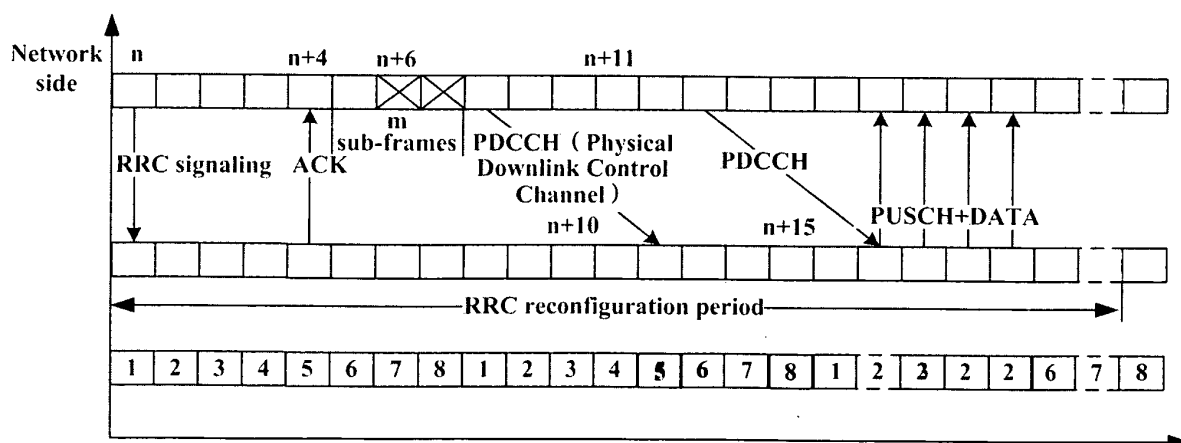 Network
side
n
n+4
n+6
n+11
RRC signaling
ACK
m
sub-frames
PDCCH ( Physical
Downlink Control
Channel )
PDCCH
PUSCH+DATA
n+10
n+15
RRC reconfiguration period
1 2 3 4 5 6 7 8 1 2 3 4 5 6 7 8 1 2 3 2 2 6 7 8